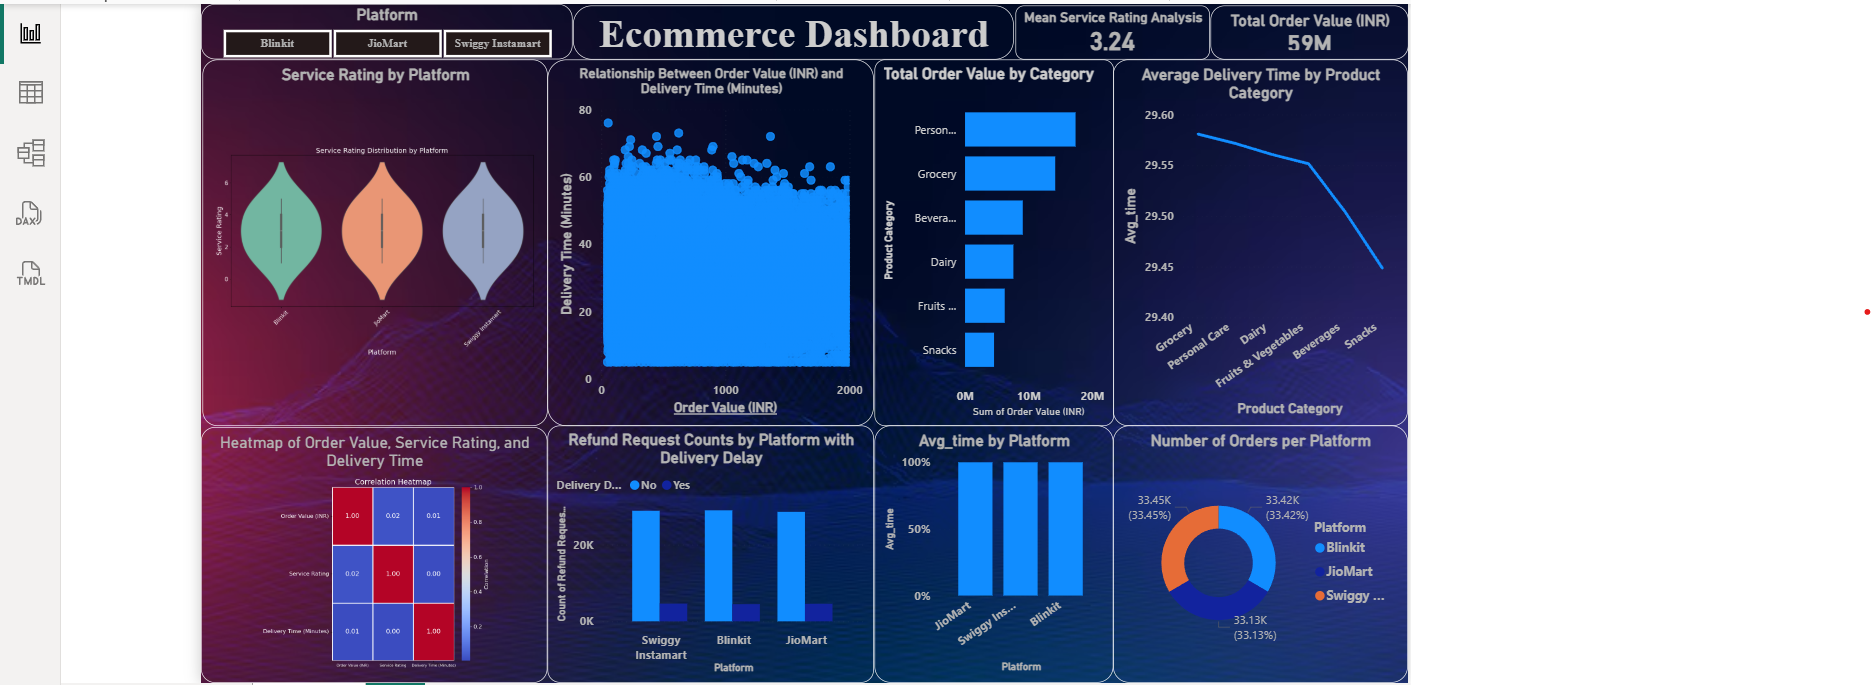 DAX
TMDL
Platform
Blinkit
JioMart
Swiggy Instamart
Ecommerce Dashboard
Mean Service Rating Analysis
3.24
Total Order Value (INR)
59M
Service Rating by Platform
Service Rating Distribution by Platform
Service Rating
6
4
2
0
Blinkit
JioMart
Swiggy Instamart
Platform
Relationship Between Order Value (INR) and
Delivery Time (Minutes)
Delivery Time (Minutes)
80
60
40
20
0
0
1000
2000
Order Value (INR)
Total Order Value by Category
Product Category
Person...
Grocery
Bevera...
Dairy
Fruits ...
Snacks
0M
10M
20M
Sum of Order Value (INR)
Average Delivery Time by Product
Category
Avg_time
29.60
29.55
29.50
29.45
29.40
Grocery
Personal Care
Dairy
Fruits & Vegetables
Beverages
Snacks
Product Category
Heatmap of Order Value, Service Rating, and
Delivery Time
Correlation Heatmap
Order Value (INR)
1.00
0.02
0.01
Service Rating
0.02
1.00
0.00
Delivery Time (Minutes)
0.01
0.00
1.00
Order Value (INR)
Service Rating
Delivery Time (Minutes)
1.0
0.8
0.6
0.4
0.2
Correlation
Refund Request Counts by Platform with
Delivery Delay
Delivery D...
No
Yes
Count of Refund Reques...
20K
0K
Swiggy
Instamart
Blinkit
JioMart
Platform
Avg_time by Platform
Avg_time
100%
50%
0%
JioMart
Swiggy Ins...
Blinkit
Platform
Number of Orders per Platform
33.45K
(33.45%)
33.42K
(33.42%)
33.13K
(33.13%)
Platform
Blinkit
JioMart
Swiggy ...